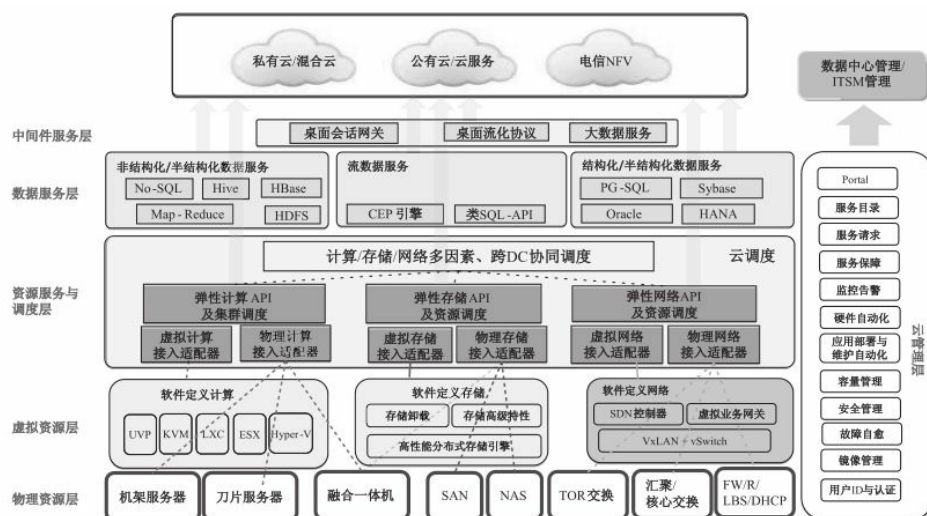 私有云/混合云
公有云/云服务
电信NFV
数据中心管理/
ITSM管理
中间件服务层
桌面会话网关
桌面流化协议
大数据服务
数据服务层
非结构化/半结构化数据服务
No-SQL
Hive
HBase
Map-Reduce
HDFS
流数据服务
CEP 引擎
类SQL-API
结构化/半结构化数据服务
PG-SQL
Sybase
Oracle
HANA
资源服务与
调度层
计算/存储/网络多因素、跨DC协同调度
云调度
弹性计算 API
及集群调度
弹性存储API
及资源调度
弹性网络API
及资源调度
虚拟计算
接入适配器
物理计算
接入适配器
虚拟存储
接入适配器
物理存储
接入适配器
虚拟网络
接入适配器
物理网络
接入适配器
虚拟资源层
软件定义计算
UVP
KVM
LXC
ESX
Hyper-V
软件定义存储
存储卸载
存储高级特性
高性能分布式存储引擎
软件定义网络
SDN控制器
虚拟业务网关
VxLAN + vSwitch
物理资源层
机架服务器
刀片服务器
融合一体机
SAN
NAS
TOR交换
汇聚/
核心交换
FW/R/
LBS/DHCP
Portal
服务目录
服务请求
服务保障
监控告警
硬件自动化
应用部署与
维护自动化
容量管理
安全管理
故障自愈
镜像管理
用户ID与认证
云管理层